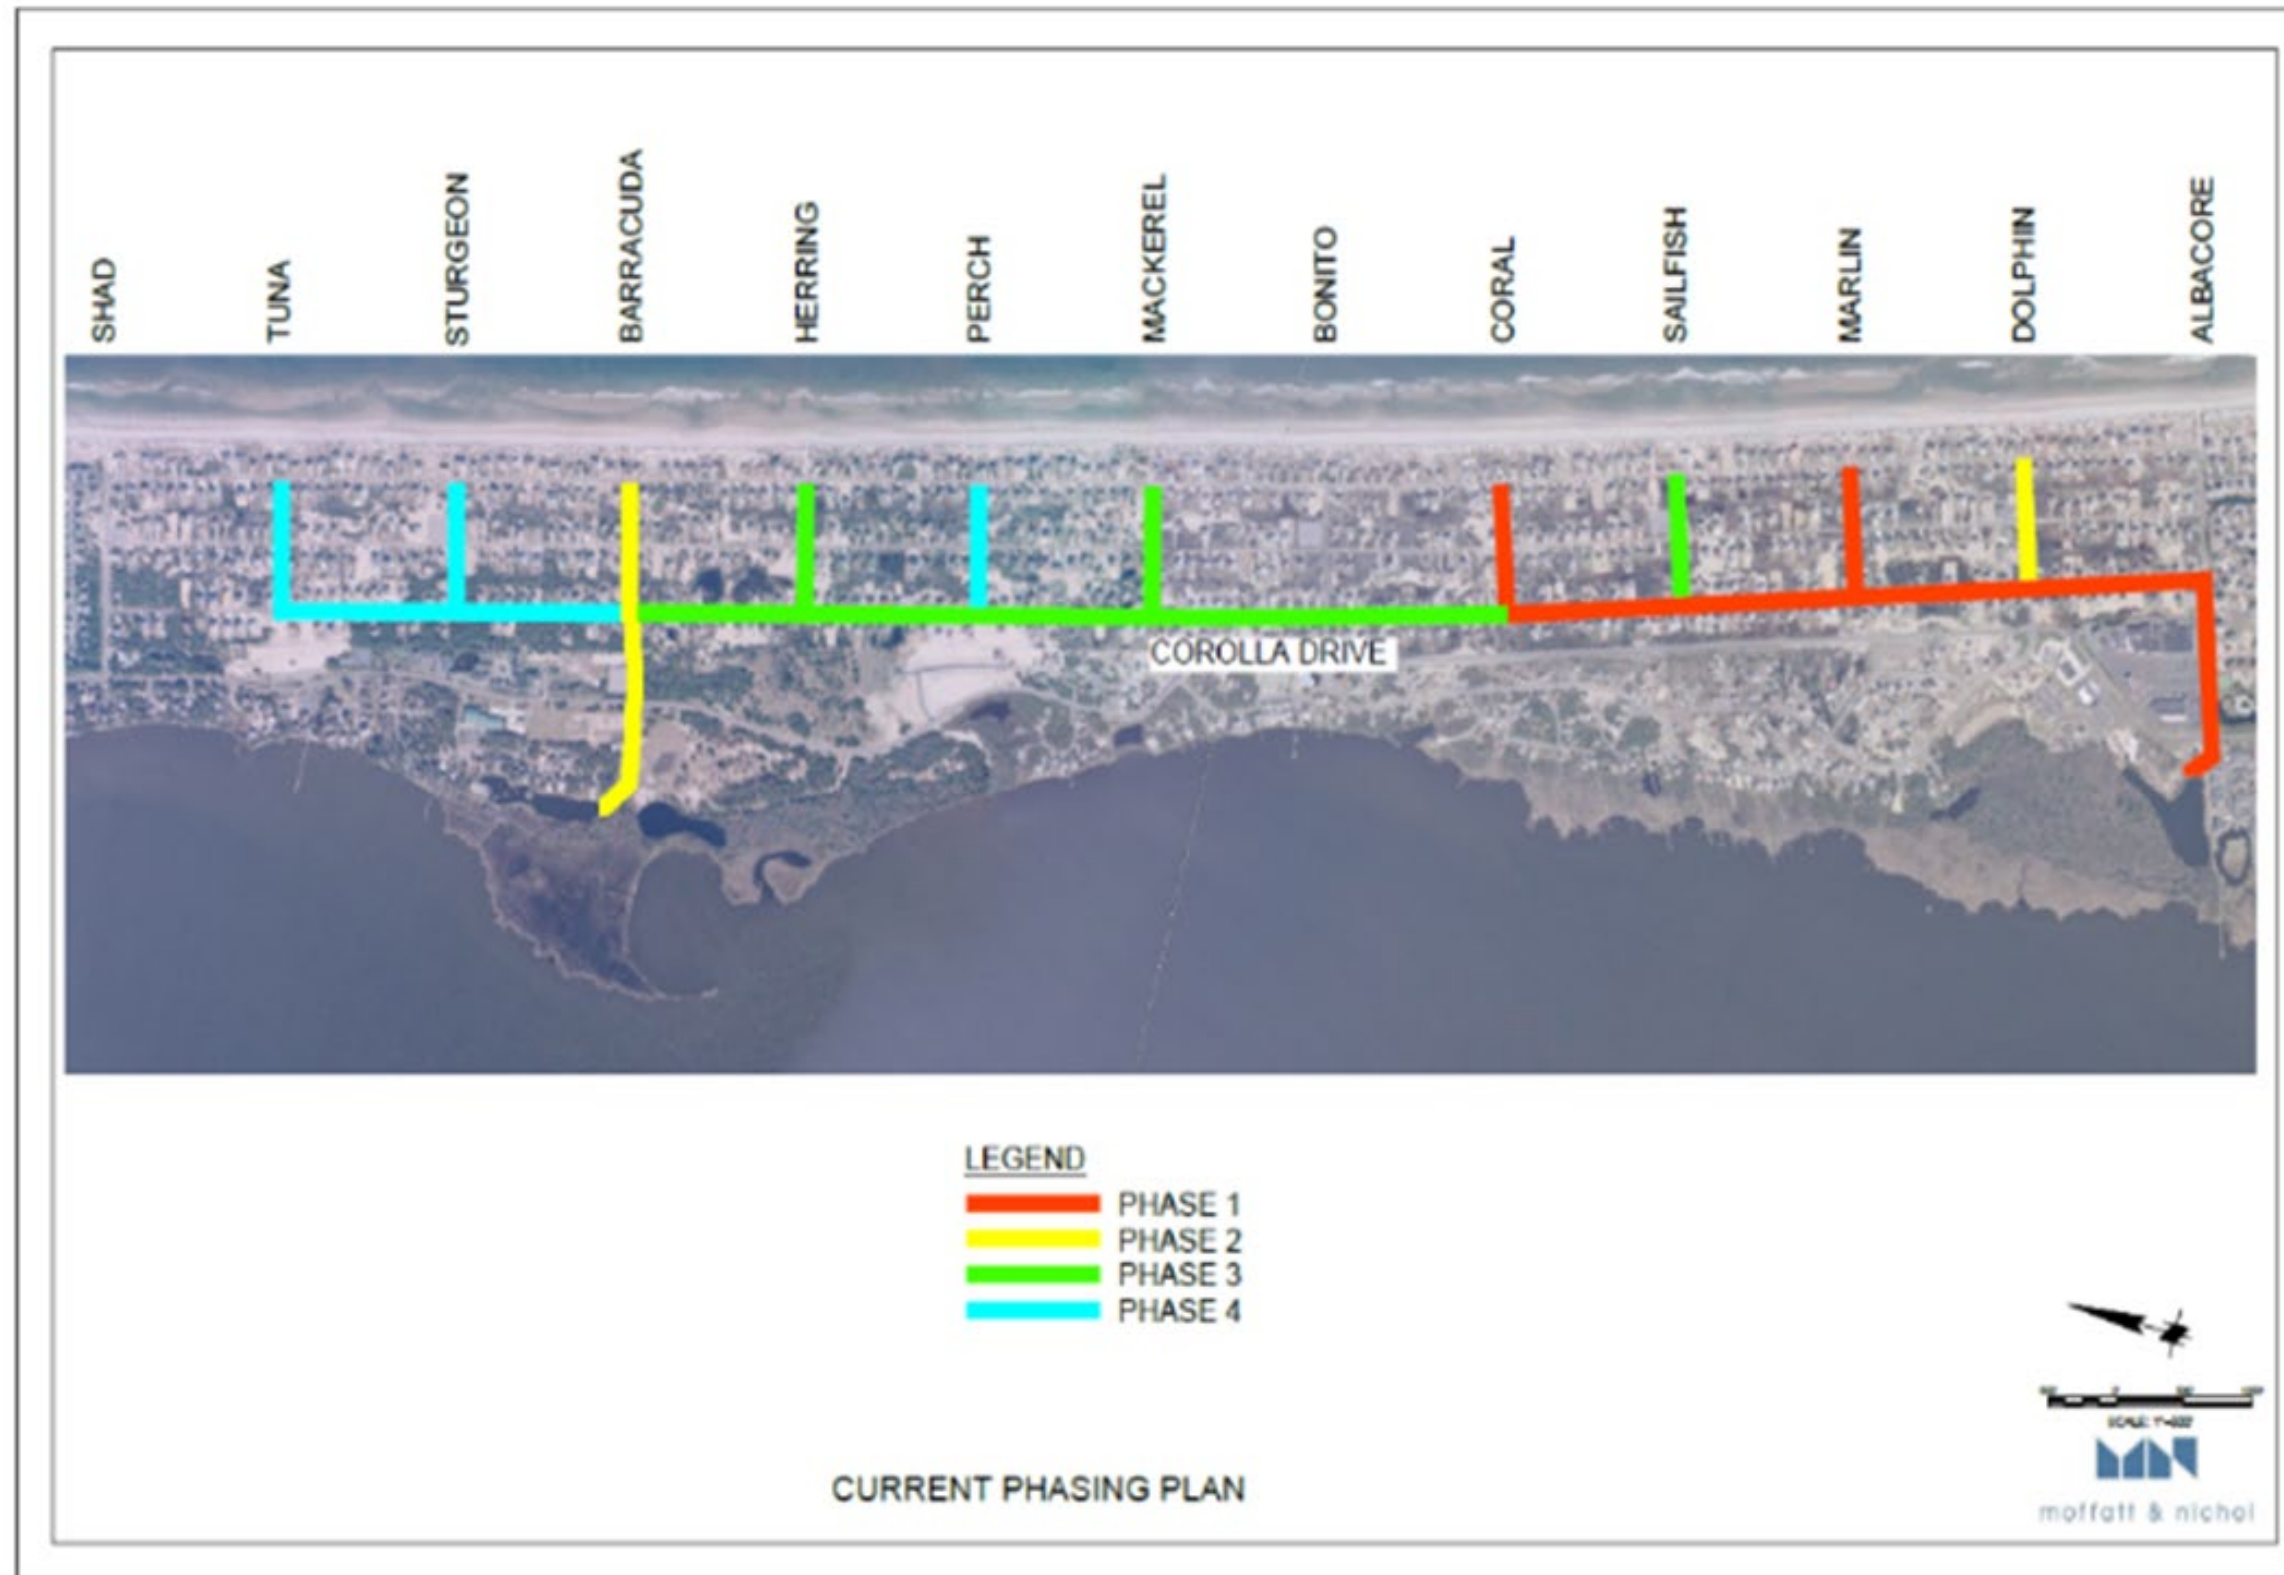 SHAD
TUNA
STURGEON
BARRACUDA
HERRING
PERCH
MACKEREL
BONITO
CORAL
SAILFISH
MARLIN
DOLPHIN
ALBACORE
COROLLA DRIVE
LEGEND
PHASE 1
PHASE 2
PHASE 3
PHASE 4
CURRENT PHASING PLAN
moffatt & nichol